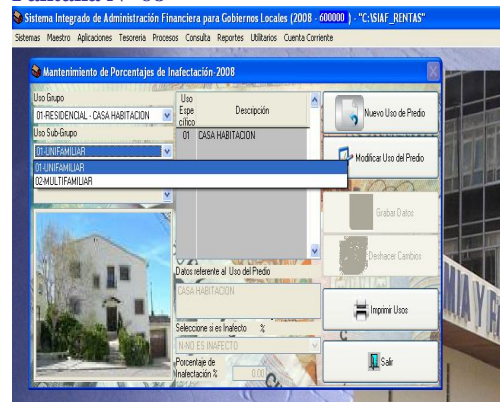 Sistema Integrado de Administración Financiera para Gobiernos Locales (2008 - 600000 ) - "C:\SIAF_RENTAS"
Sistemas Maestro Aplicaciones Tesoreria Procesos Consulta Reportes Utilitarios Cuenta Corriente
Mantenimiento de Porcentajes de Inafectación-2008
Uso Grupo
01-RESIDENCIAL - CASA HABITACION
Uso Sub-Grupo
01-UNIFAMILIAR
01-UNIFAMILIAR
02-MULTIFAMILIAR
Uso Espe cífico
Descripción
01 CASA HABITACION
Nuevo Uso de Predio
Modificar Uso del Predio
Grabar Datos
Deshacer Cambios
Imprimir Usos
Salir
Datos referente al Uso del Predio
CASA HABITACION
Seleccione si es Inafecto %
N-NO ES INAFECTO
Porcentaje de
Inafectación % 0.00